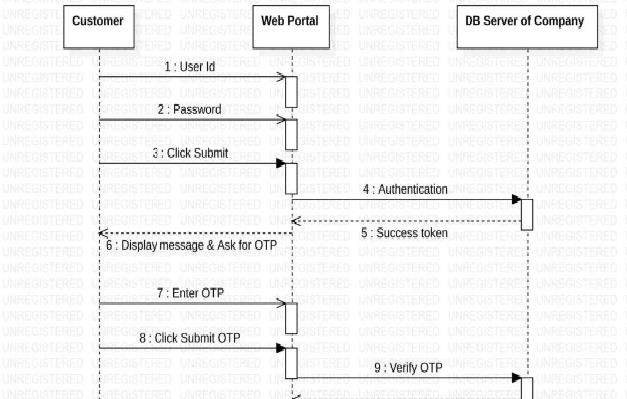 Customer
Web Portal
DB Server of Company
1 : User Id
2 : Password
3 : Click Submit
4 : Authentication
5 : Success token
6 : Display message & Ask for OTP
7 : Enter OTP
8 : Click Submit OTP
9 : Verify OTP